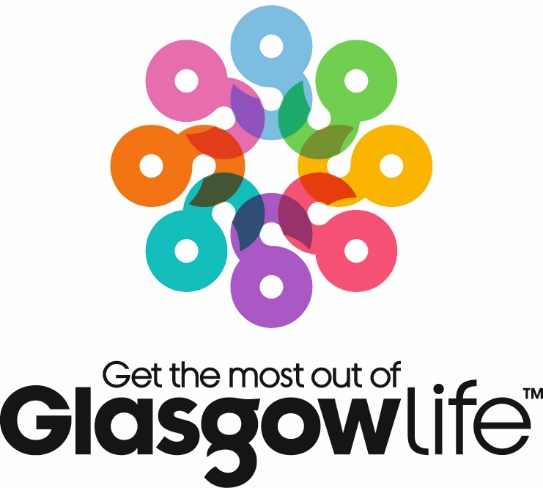 Get the most out of
Glasgowlife™